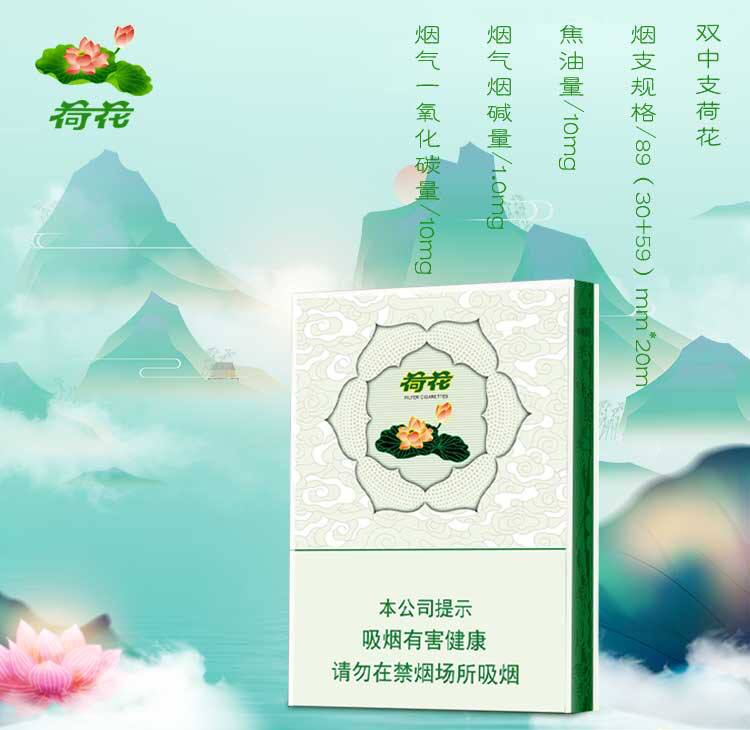 荷花
双中支荷花
烟支规格/89（30+59）mm*20m
焦油量/10mg
烟气烟碱量/1.0mg
烟气一氧化碳量/10mg
荷花
FILTER CIGARETTES
本公司提示
吸烟有害健康
请勿在禁烟场所吸烟